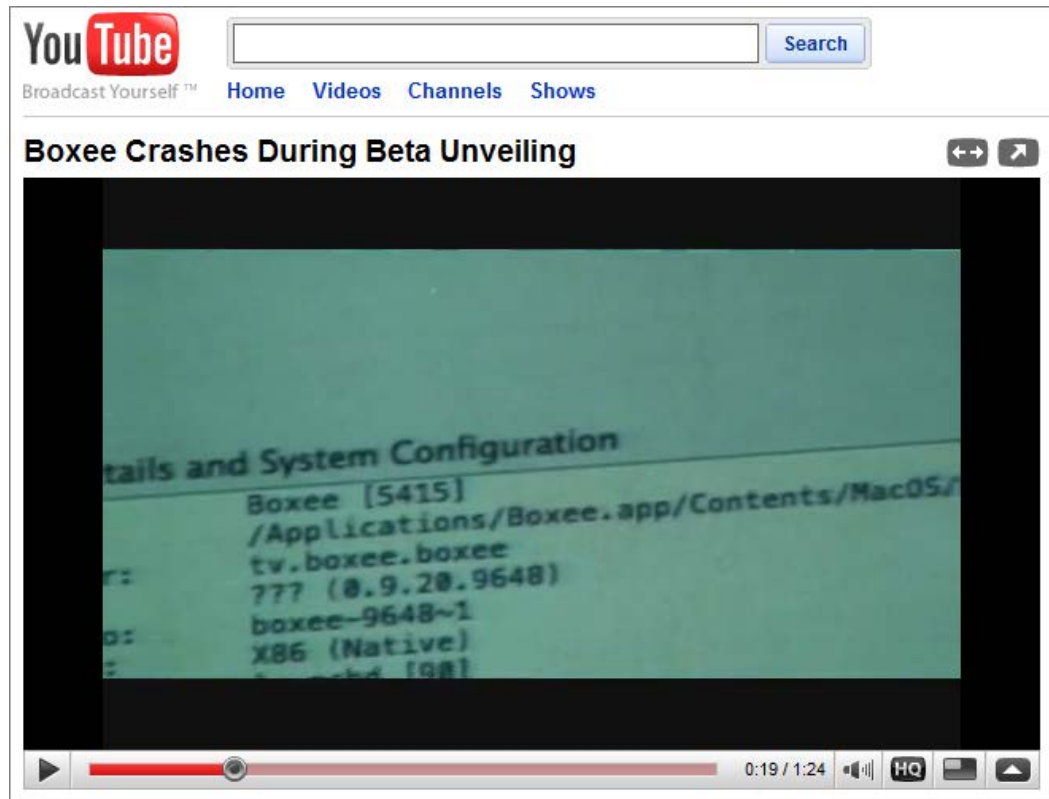 You Tube
Search
Broadcast Yourself ™
Home Videos Channels Shows
Boxee Crashes During Beta Unveiling
tails and System Configuration
Boxee [5415]
/Applications/Boxee.app/Contents/MacOS/
tv.boxee.boxee
r: ??? (0.9.20.9648)
o: boxee~9648~1
: X86 (Native)
[90]
0:19 / 1:24
HQ